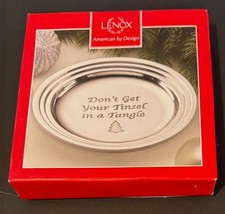 LENOX
American by Design
Don't Get
Your Tinsel
in a Tangle